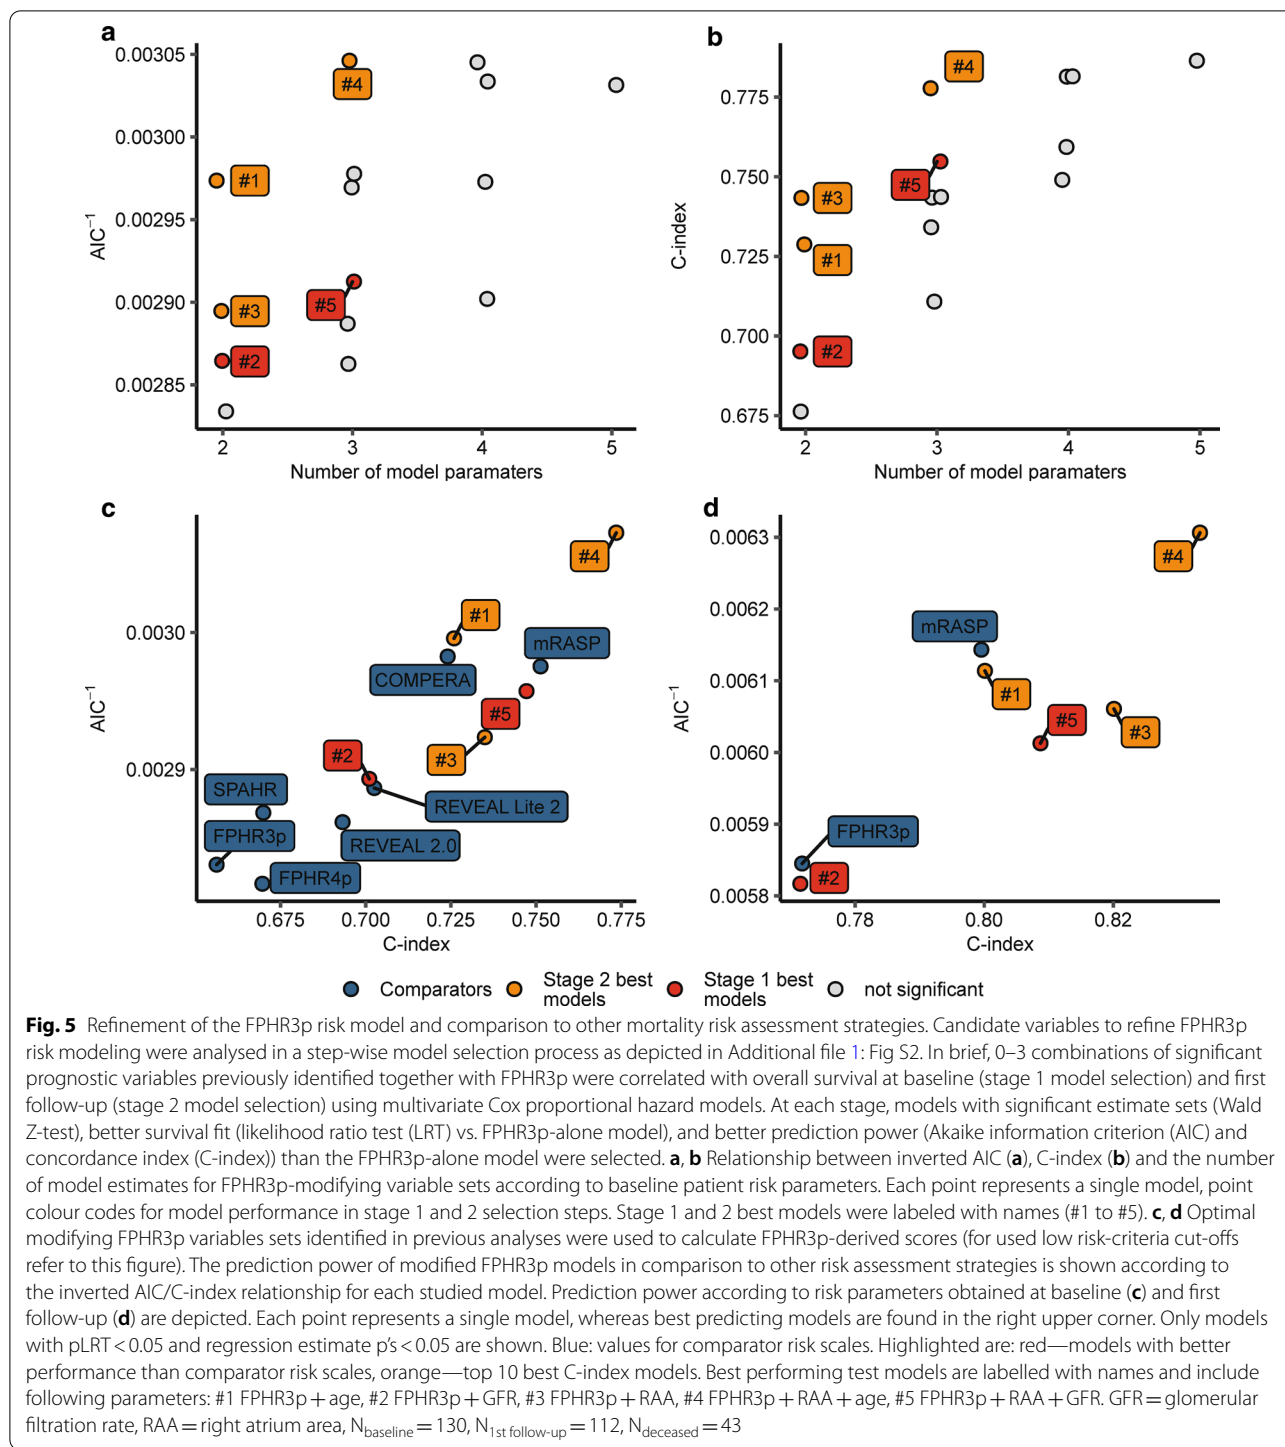 a
0.00305
0.00300
0.00295
0.00290
0.00285
AIC⁻¹
#4
#1
#3
#5
#2
2 3 4 5
Number of model paramaters
b
0.775
0.750
0.725
0.700
0.675
C-index
#4
#5
#3
#1
#2
2 3 4 5
Number of model paramaters
c
0.00300
0.00290
AIC⁻¹
#4
#1
mRASP
COMPERA
#5
#2
#3
SPAHR
REVEAL Lite 2
FPHR3p
REVEAL 2.0
FPHR4p
0.675 0.700 0.725 0.750 0.775
C-index
d
0.0063
0.0062
0.0061
0.0060
0.0059
0.0058
AIC⁻¹
#4
mRASP
#1
#5
#3
FPHR3p
#2
0.78 0.80 0.82
C-index
Comparators
Stage 2 best
models
Stage 1 best
models
not significant
Fig. 5 Refinement of the FPHR3p risk model and comparison to other mortality risk assessment strategies. Candidate variables to refine FPHR3p
risk modeling were analysed in a step-wise model selection process as depicted in Additional file 1: Fig S2. In brief, 0–3 combinations of significant
prognostic variables previously identified together with FPHR3p were correlated with overall survival at baseline (stage 1 model selection) and first
follow-up (stage 2 model selection) using multivariate Cox proportional hazard models. At each stage, models with significant estimate sets (Wald
Z-test), better survival fit (likelihood ratio test (LRT) vs. FPHR3p-alone model), and better prediction power (Akaike information criterion (AIC) and
concordance index (C-index)) than the FPHR3p-alone model were selected. a, b Relationship between inverted AIC (a), C-index (b) and the number
of model estimates for FPHR3p-modifying variable sets according to baseline patient risk parameters. Each point represents a single model, point
colour codes for model performance in stage 1 and 2 selection steps. Stage 1 and 2 best models were labeled with names (#1 to #5). c, d Optimal
modifying FPHR3p variables sets identified in previous analyses were used to calculate FPHR3p-derived scores (for used low risk-criteria cut-offs
refer to this figure). The prediction power of modified FPHR3p models in comparison to other risk assessment strategies is shown according to
the inverted AIC/C-index relationship for each studied model. Prediction power according to risk parameters obtained at baseline (c) and first
follow-up (d) are depicted. Each point represents a single model, whereas best predicting models are found in the right upper corner. Only models
with pLRT < 0.05 and regression estimate p's < 0.05 are shown. Blue: values for comparator risk scales. Highlighted are: red—models with better
performance than comparator risk scales, orange—top 10 best C-index models. Best performing test models are labelled with names and include
following parameters: #1 FPHR3p + age, #2 FPHR3p + GFR, #3 FPHR3p + RAA, #4 FPHR3p + RAA + age, #5 FPHR3p + RAA + GFR. GFR = glomerular
filtration rate, RAA = right atrium area, N_baseline = 130, N_1st follow-up = 112, N_deceased = 43